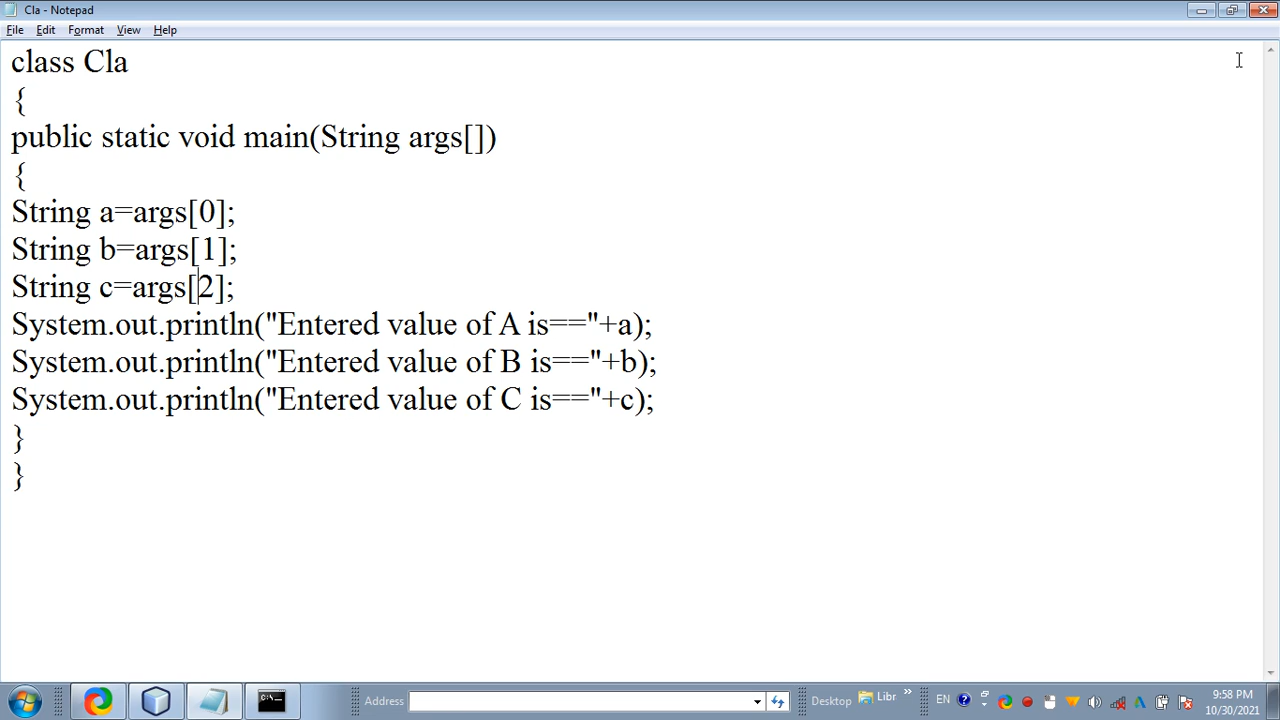 Cla - Notepad
File Edit Format View Help
class Cla
{
public static void main(String args[])
{
String a=args[0];
String b=args[1];
String c=args[2];
System.out.println("Entered value of A is=="+a);
System.out.println("Entered value of B is=="+b);
System.out.println("Entered value of C is=="+c);
}
}
Address Desktop Libr » EN 9:58 PM
10/30/2021